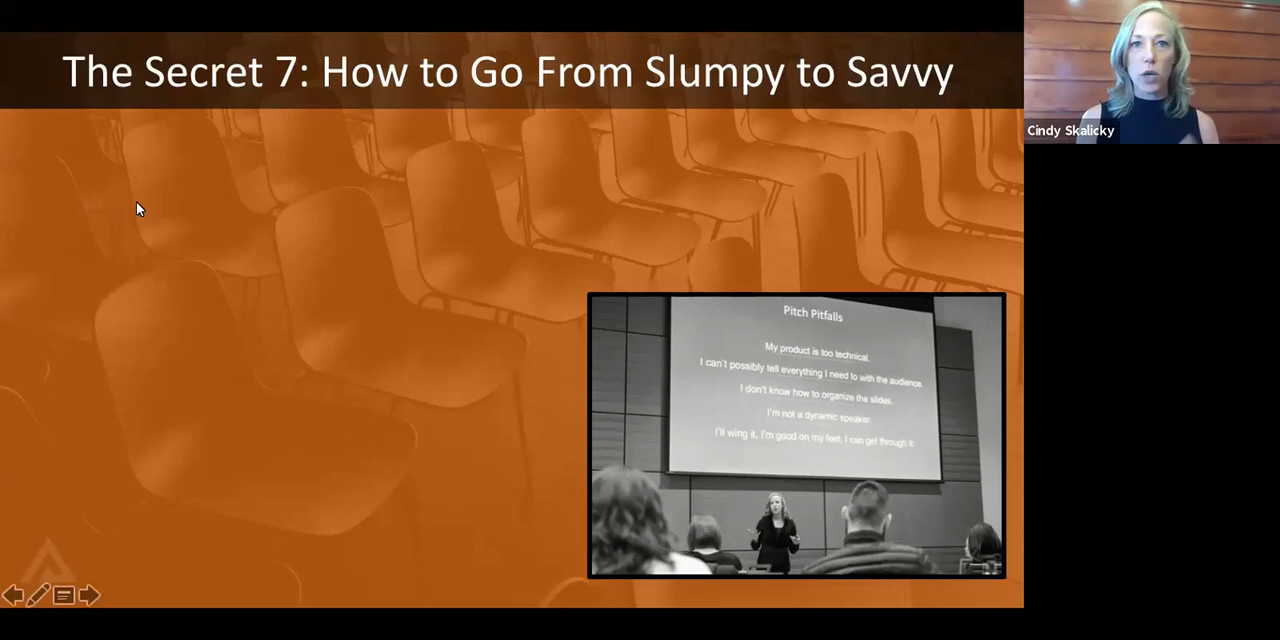 The Secret 7: How to Go From Slumpy to Savvy
Cindy Skalicky
Pitch Pitfalls
My product is too technical.
I can't possibly tell everything I need to with the audience.
I don't know how to organize the slides.
I'm not a dynamic speaker.
I'll wing it, I'm good on my feet. I can get through it.